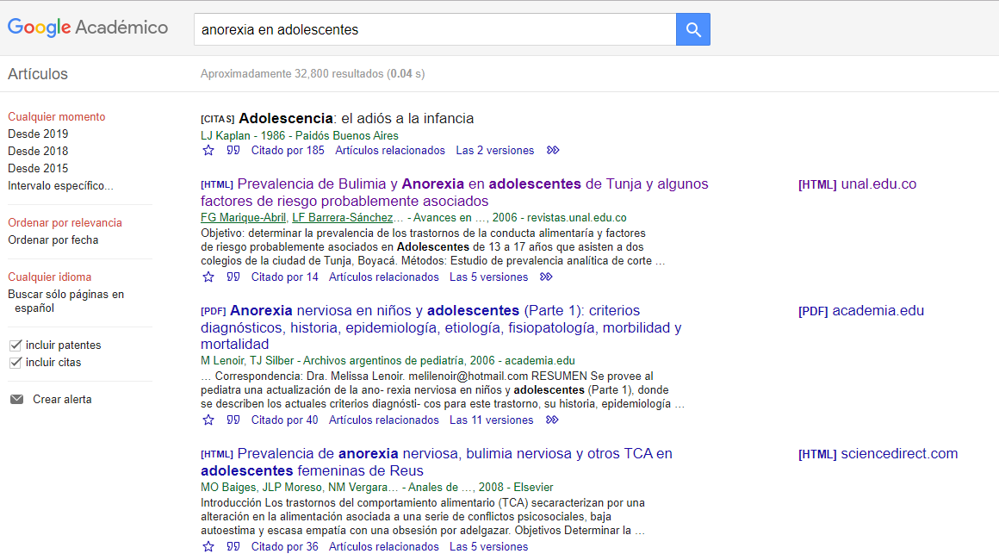 Google Académico
anorexia en adolescentes
Artículos
Aproximadamente 32,800 resultados (0.04 s)
Cualquier momento
Desde 2019
Desde 2018
Desde 2015
Intervalo específico...
Ordenar por relevancia
Ordenar por fecha
Cualquier idioma
Buscar sólo páginas en
español
incluir patentes
incluir citas
Crear alerta
[CITAS] Adolescencia: el adiós a la infancia
LJ Kaplan - 1986 - Paidós Buenos Aires
Citado por 185 Artículos relacionados Las 2 versiones
[HTML] Prevalencia de Bulimia y Anorexia en adolescentes de Tunja y algunos
factores de riesgo probablemente asociados
[HTML] unal.edu.co
FG Marique-Abril, LF Barrera-Sánchez… - Avances en …, 2006 - revistas.unal.edu.co
Objetivo: determinar la prevalencia de los trastornos de la conducta alimentaría y factores
de riesgo probablemente asociados en Adolescentes de 13 a 17 años que asisten a dos
colegios de la ciudad de Tunja, Boyacá. Métodos: Estudio de prevalencia analítica de corte …
Citado por 14 Artículos relacionados Las 5 versiones
[PDF] Anorexia nerviosa en niños y adolescentes (Parte 1): criterios
diagnósticos, historia, epidemiología, etiología, fisiopatología, morbilidad y
mortalidad
[PDF] academia.edu
M Lenoir, TJ Silber - Archivos argentinos de pediatría, 2006 - academia.edu
… Correspondencia: Dra. Melissa Lenoir. melilenoir@hotmail.com RESUMEN Se provee al
pediatra una actualización de la ano- rexia nerviosa en niños y adolescentes (Parte 1), donde
se describen los actuales criterios diagnósti- cos para este trastorno, su historia, epidemiología …
Citado por 40 Artículos relacionados Las 11 versiones
[HTML] Prevalencia de anorexia nerviosa, bulimia nerviosa y otros TCA en
adolescentes femeninas de Reus
[HTML] sciencedirect.com
MO Baiges, JLP Moreso, NM Vergara… - Anales de …, 2008 - Elsevier
Introducción Los trastornos del comportamiento alimentario (TCA) secaracterizan por una
alteración en la alimentación asociada a una serie de conflictos psicosociales, baja
autoestima y escasa empatía con una obsesión por adelgazar. Objetivos Determinar la …
Citado por 36 Artículos relacionados Las 5 versiones